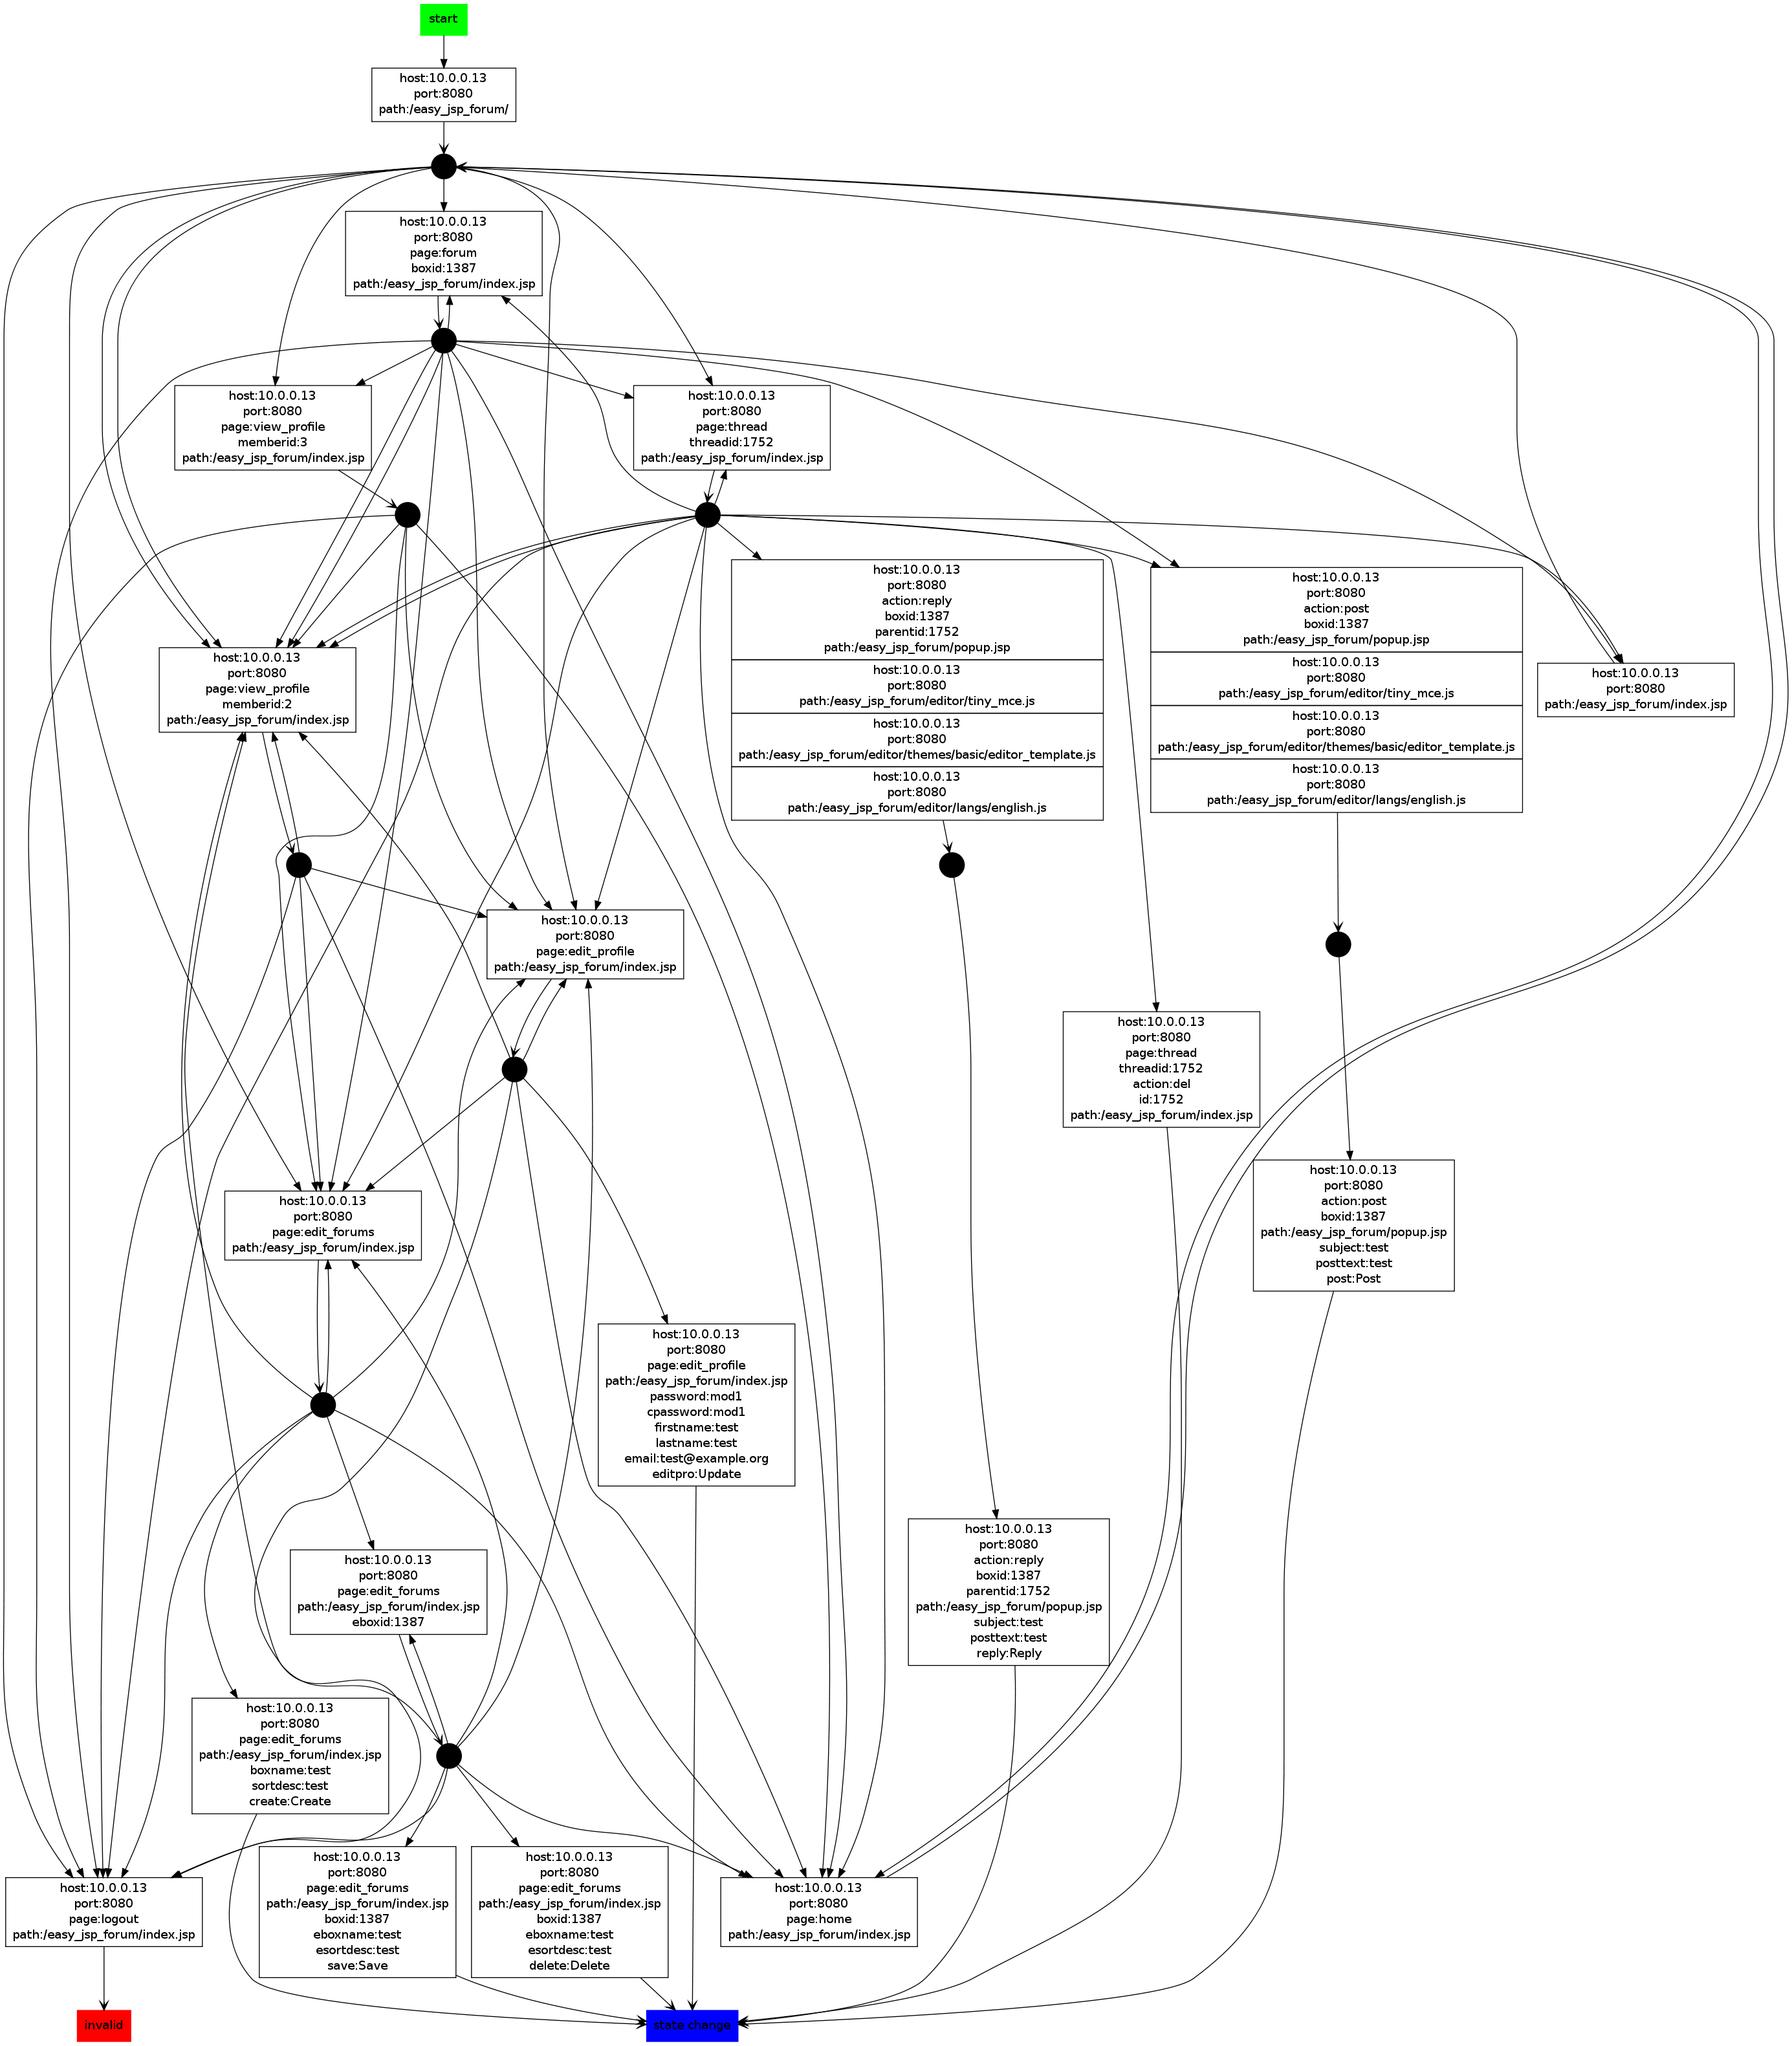 start
host:10.0.0.13
port:8080
path:/easy_jsp_forum/
host:10.0.0.13
port:8080
page:forum
boxid:1387
path:/easy_jsp_forum/index.jsp
host:10.0.0.13
port:8080
page:view_profile
memberid:3
path:/easy_jsp_forum/index.jsp
host:10.0.0.13
port:8080
page:thread
threadid:1752
path:/easy_jsp_forum/index.jsp
host:10.0.0.13
port:8080
action:reply
boxid:1387
parentid:1752
path:/easy_jsp_forum/popup.jsp
host:10.0.0.13
port:8080
path:/easy_jsp_forum/editor/tiny_mce.js
host:10.0.0.13
port:8080
path:/easy_jsp_forum/editor/themes/basic/editor_template.js
host:10.0.0.13
port:8080
path:/easy_jsp_forum/editor/langs/english.js
host:10.0.0.13
port:8080
action:post
boxid:1387
path:/easy_jsp_forum/popup.jsp
host:10.0.0.13
port:8080
path:/easy_jsp_forum/editor/tiny_mce.js
host:10.0.0.13
port:8080
path:/easy_jsp_forum/editor/themes/basic/editor_template.js
host:10.0.0.13
port:8080
path:/easy_jsp_forum/editor/langs/english.js
host:10.0.0.13
port:8080
path:/easy_jsp_forum/index.jsp
host:10.0.0.13
port:8080
page:view_profile
memberid:2
path:/easy_jsp_forum/index.jsp
host:10.0.0.13
port:8080
page:edit_profile
path:/easy_jsp_forum/index.jsp
host:10.0.0.13
port:8080
page:thread
threadid:1752
action:del
id:1752
path:/easy_jsp_forum/index.jsp
host:10.0.0.13
port:8080
action:post
boxid:1387
path:/easy_jsp_forum/popup.jsp
subject:test
posttext:test
post:Post
host:10.0.0.13
port:8080
page:edit_forums
path:/easy_jsp_forum/index.jsp
host:10.0.0.13
port:8080
page:edit_profile
path:/easy_jsp_forum/index.jsp
password:mod1
cpassword:mod1
firstname:test
lastname:test
email:test@example.org
editpro:Update
host:10.0.0.13
port:8080
action:reply
boxid:1387
parentid:1752
path:/easy_jsp_forum/popup.jsp
subject:test
posttext:test
reply:Reply
host:10.0.0.13
port:8080
page:edit_forums
path:/easy_jsp_forum/index.jsp
eboxid:1387
host:10.0.0.13
port:8080
page:edit_forums
path:/easy_jsp_forum/index.jsp
boxname:test
sortdesc:test
create:Create
host:10.0.0.13
port:8080
page:logout
path:/easy_jsp_forum/index.jsp
host:10.0.0.13
port:8080
page:edit_forums
path:/easy_jsp_forum/index.jsp
boxid:1387
eboxname:test
esortdesc:test
save:Save
host:10.0.0.13
port:8080
page:edit_forums
path:/easy_jsp_forum/index.jsp
boxid:1387
eboxname:test
esortdesc:test
delete:Delete
host:10.0.0.13
port:8080
page:home
path:/easy_jsp_forum/index.jsp
invalid
state change